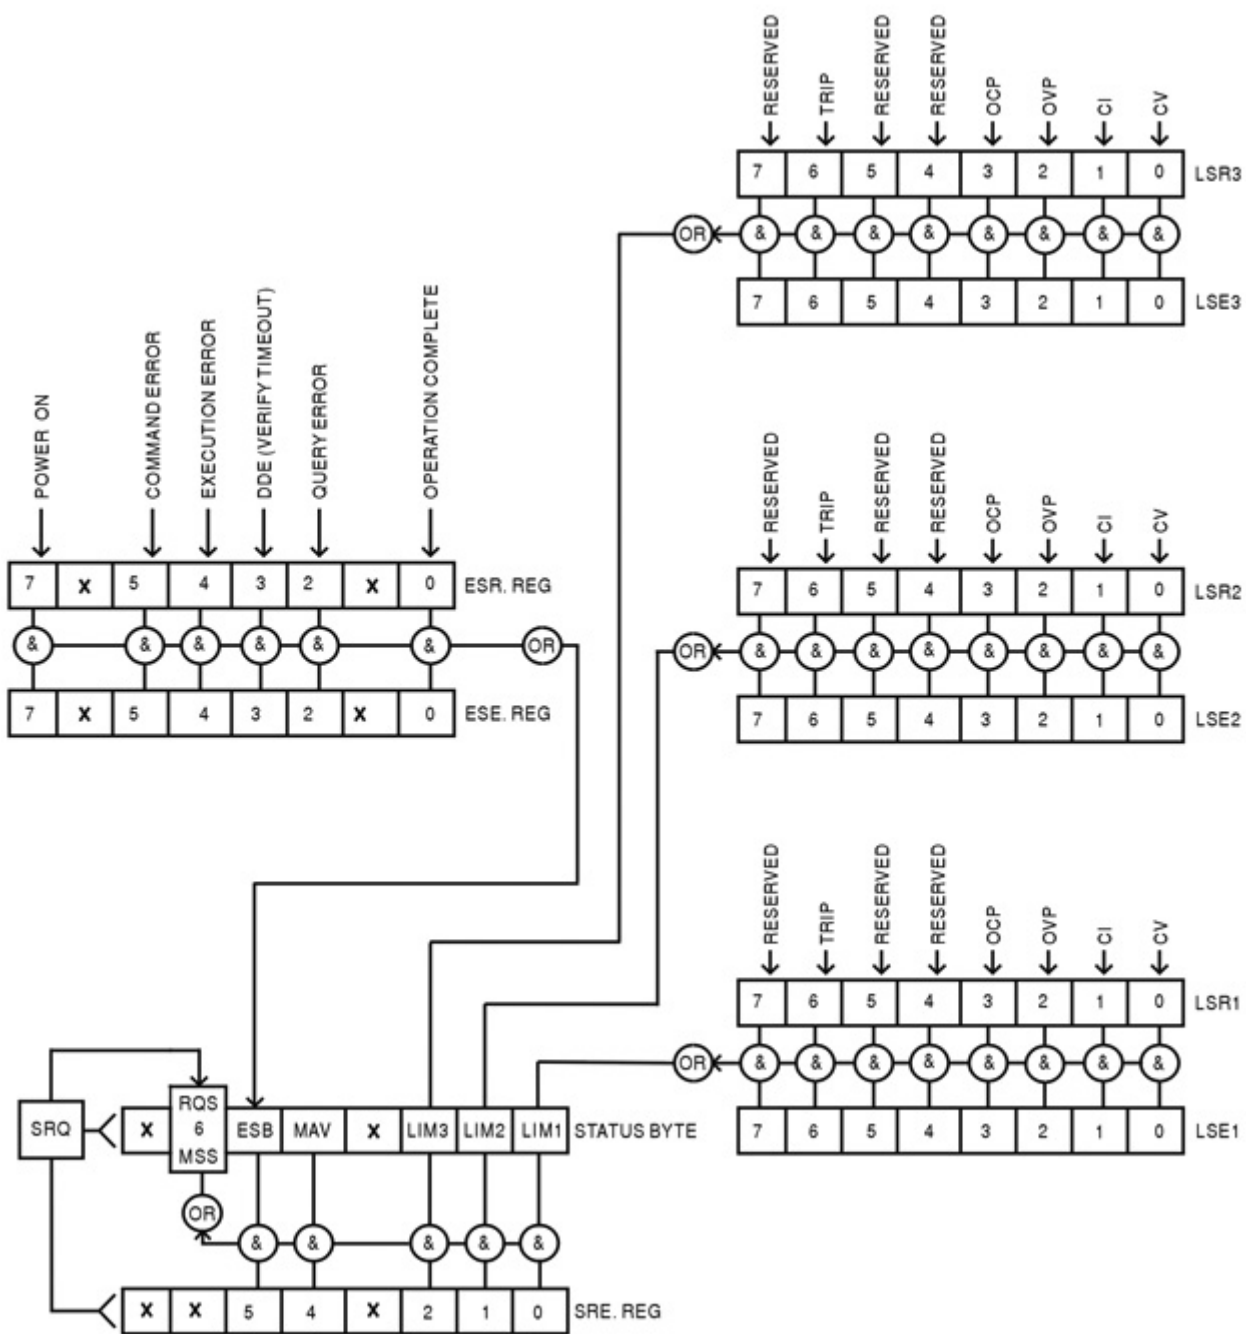 RESERVED
TRIP
RESERVED
RESERVED
OCP
OVP
CI
CV
7 6 5 4 3 2 1 0 LSR3
OR & & & & & & & &
7 6 5 4 3 2 1 0 LSE3
POWER ON
COMMAND ERROR
EXECUTION ERROR
DDE (VERIFY TIMEOUT)
QUERY ERROR
OPERATION COMPLETE
7 X 5 4 3 2 X 0 ESR. REG
& & & & & & OR
7 X 5 4 3 2 X 0 ESE. REG
RESERVED
TRIP
RESERVED
RESERVED
OCP
OVP
CI
CV
7 6 5 4 3 2 1 0 LSR2
OR & & & & & & & &
7 6 5 4 3 2 1 0 LSE2
RESERVED
TRIP
RESERVED
RESERVED
OCP
OVP
CI
CV
7 6 5 4 3 2 1 0 LSR1
OR & & & & & & & &
7 6 5 4 3 2 1 0 LSE1
SRQ
X
RQS
6
MSS
ESB MAV X LIM3 LIM2 LIM1 STATUS BYTE
OR
& & & & &
X X 5 4 X 2 1 0 SRE. REG